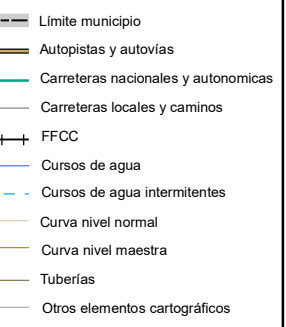 Límite municipio
Autopistas y autovías
Carreteras nacionales y autonomicas
Carreteras locales y caminos
FFCC
Cursos de agua
Cursos de agua intermitentes
Curva nivel normal
Curva nivel maestra
Tuberías
Otros elementos cartográficos